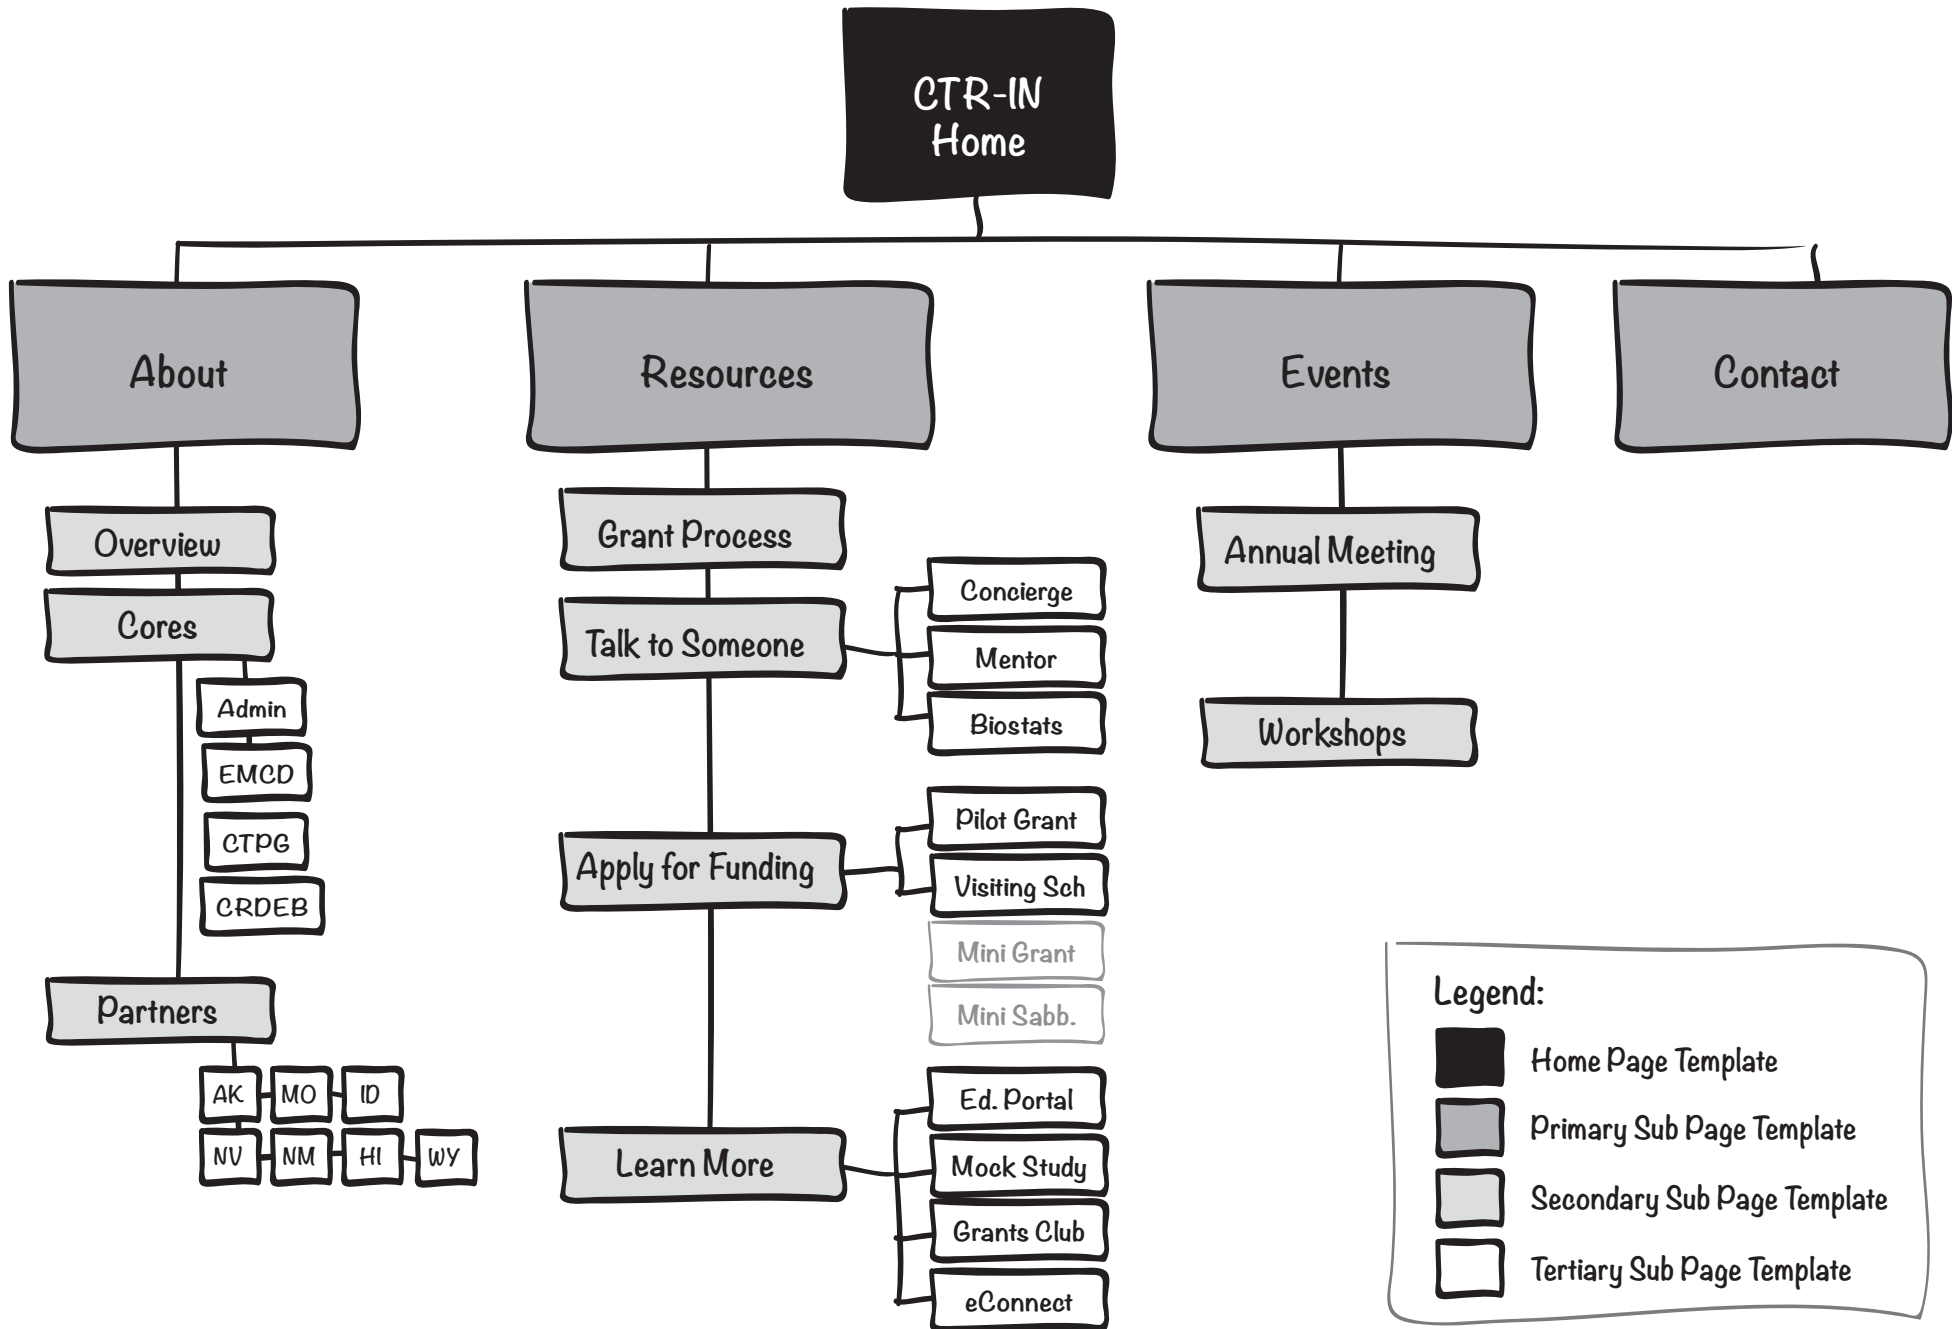 CTR-IN
Home
About
Resources
Events
Contact
Overview
Cores
Admin
EMCD
CTPG
CRDEB
Partners
AK
MO
ID
NV
NM
HI
WY
Grant Process
Talk to Someone
Concierge
Mentor
Biostats
Apply for Funding
Pilot Grant
Visiting Sch
Mini Grant
Mini Sabb.
Learn More
Ed. Portal
Mock Study
Grants Club
eConnect
Annual Meeting
Workshops
Legend:
Home Page Template
Primary Sub Page Template
Secondary Sub Page Template
Tertiary Sub Page Template